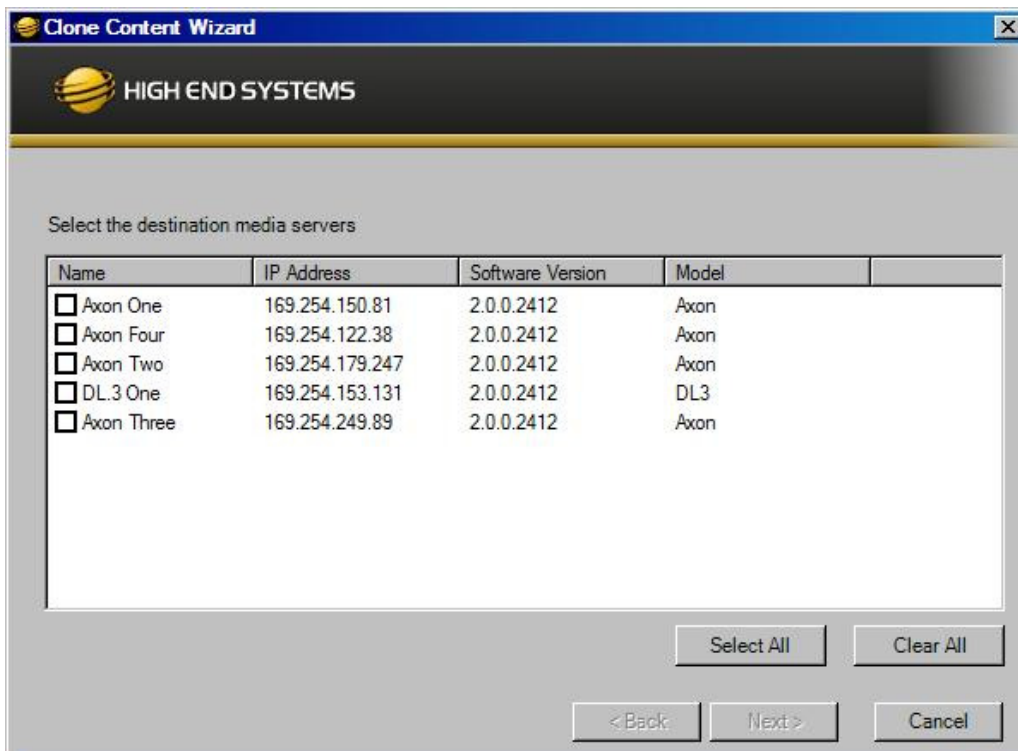 Clone Content Wizard
HIGH END SYSTEMS
Select the destination media servers
Name IP Address Software Version Model
Axon One 169.254.150.81 2.0.0.2412 Axon
Axon Four 169.254.122.38 2.0.0.2412 Axon
Axon Two 169.254.179.247 2.0.0.2412 Axon
DL.3 One 169.254.153.131 2.0.0.2412 DL3
Axon Three 169.254.249.89 2.0.0.2412 Axon
Select All Clear All
< Back Next > Cancel